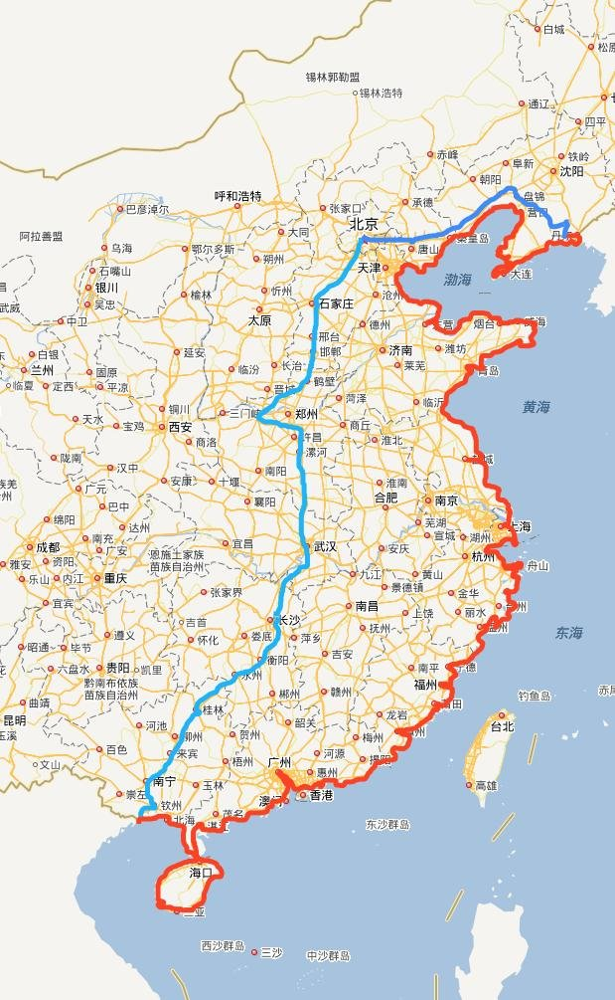 白城
松原
锡林郭勒盟
锡林浩特
通辽
四平
赤峰
阜新
铁岭
沈阳
朝阳
呼和浩特
巴彦淖尔
张家口
承德
盘锦
营口
北京
阿拉善盟
大同
丹东
乌海
鄂尔多斯
唐山
秦皇岛
朔州
天津
石嘴山
银川
渤海
大连
吴忠
榆林
忻州
石家庄
沧州
武威
中卫
太原
德州
东营
烟台
威海
邢台
白银
兰州
延安
邯郸
济南
潍坊
临夏
定西
固原
平凉
临汾
长治
莱芜
青岛
鹤壁
晋城
菏泽
临沂
黄海
天水
铜川
三门峡
郑州
宝鸡
西安
商丘
商洛
许昌
淮北
漯河
陇南
汉中
南阳
盐城
安康
十堰
淮南
广元
襄阳
合肥
南京
巴中
绵阳
达州
芜湖
上海
南充
宣城
湖州
成都
广安
恩施土家族
苗族自治州
宜昌
武汉
安庆
杭州
资阳
舟山
雅安
乐山
内江
重庆
九江
黄山
景德镇
宜宾
张家界
金华
南昌
台州
上饶
丽水
吉首
长沙
抚州
温州
东海
遵义
怀化
娄底
萍乡
昭通
毕节
吉安
衡阳
南平
宁德
六盘水
贵阳
凯里
永州
黔南布依族
苗族自治州
郴州
赣州
福州
钓鱼岛
莆田
曲靖
桂林
龙岩
昆明
韶关
台北
河池
柳州
贺州
梅州
玉溪
百色
来宾
河源
文山
梧州
广州
揭阳
惠州
南宁
玉林
高雄
崇左
澳门
香港
钦州
茂名
北海
湛江
东沙群岛
海口
三亚
西沙群岛
三沙
中沙群岛